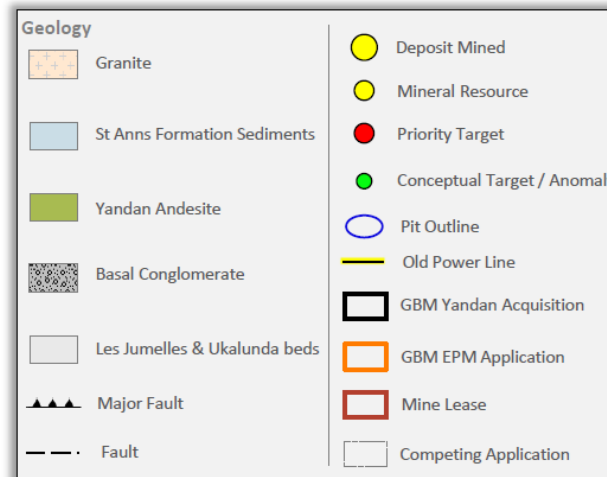 Geology
Granite
St Anns Formation Sediments
Yandan Andesite
Basal Conglomerate
Les Jumelles & Ukalunda beds
Major Fault
Fault
Deposit Mined
Mineral Resource
Priority Target
Conceptual Target / Anomal
Pit Outline
Old Power Line
GBM Yandan Acquisition
GBM EPM Application
Mine Lease
Competing Application